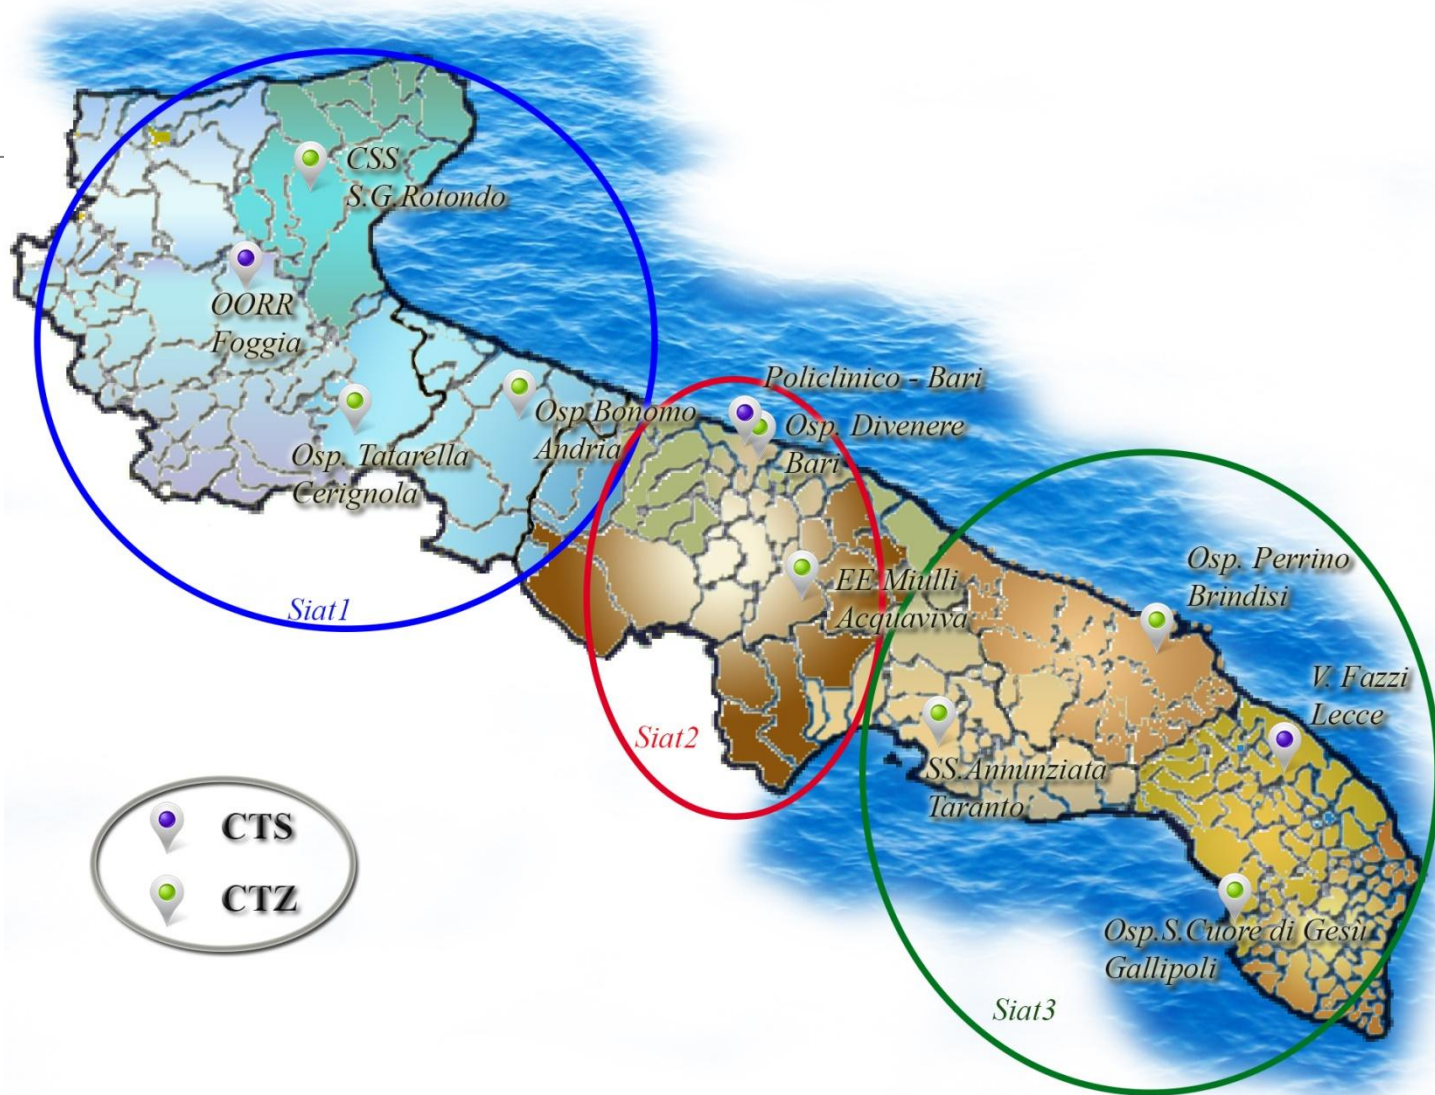 CSS
S.G.Rotondo
OORR
Foggia
Osp. Tatarella
Cerignola
Osp.Bonomo
Andria
Siat1
Policlinico - Bari
Osp. Divenere
Bari
EE.Miulli
Acquaviva
Siat2
Osp. Perrino
Brindisi
V. Fazzi
Lecce
SS.Annunziata
Taranto
Osp.S.Cuore di Gesù
Gallipoli
Siat3
CTS
CTZ